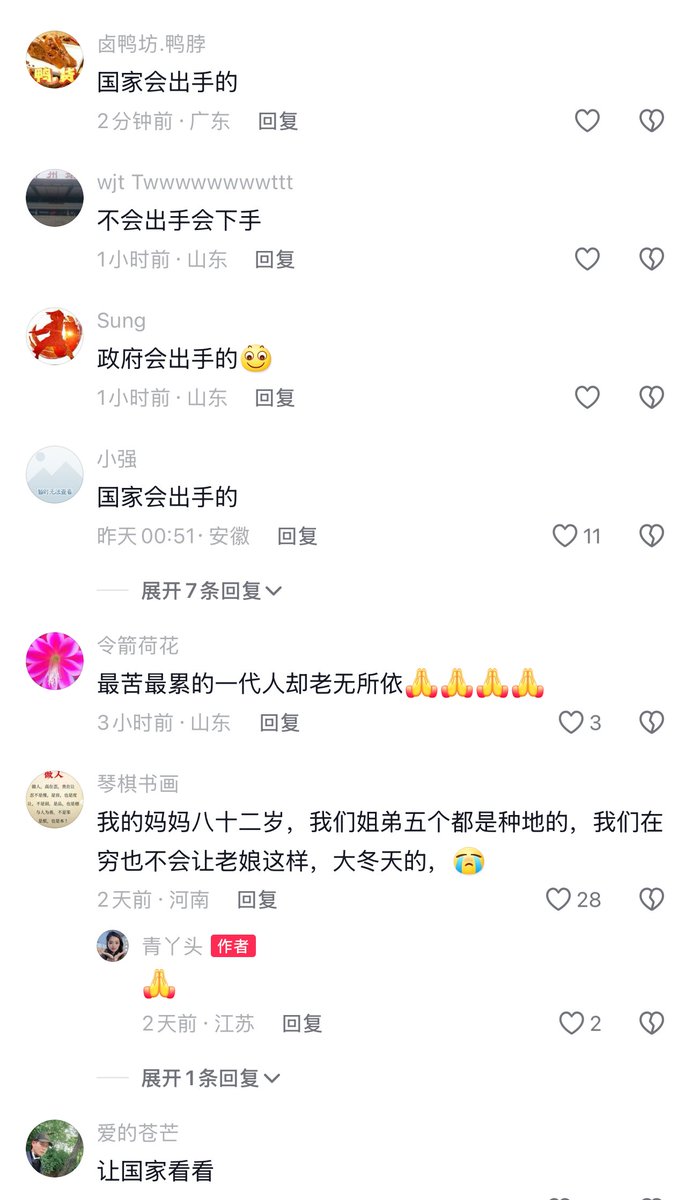 卤鸭坊.鸭脖
国家会出手的
2分钟前 · 广东 回复
wjt Twwwwwwwwttt
不会出手会下手
1小时前 · 山东 回复
Sung
政府会出手的
1小时前 · 山东 回复
小强
国家会出手的
昨天 00:51 · 安徽 回复 11
展开7条回复
令箭荷花
最苦最累的一代人却老无所依🙏🙏🙏🙏
3小时前 · 山东 回复 3
做人
琴棋书画
我的妈妈八十二岁，我们姐弟五个都是种地的，我们在
穷也不会让老娘这样，大冬天的，😭
2天前 · 河南 回复 28
青丫头 作者
🙏
2天前 · 江苏 回复 2
展开1条回复
爱的苍芒
让国家看看